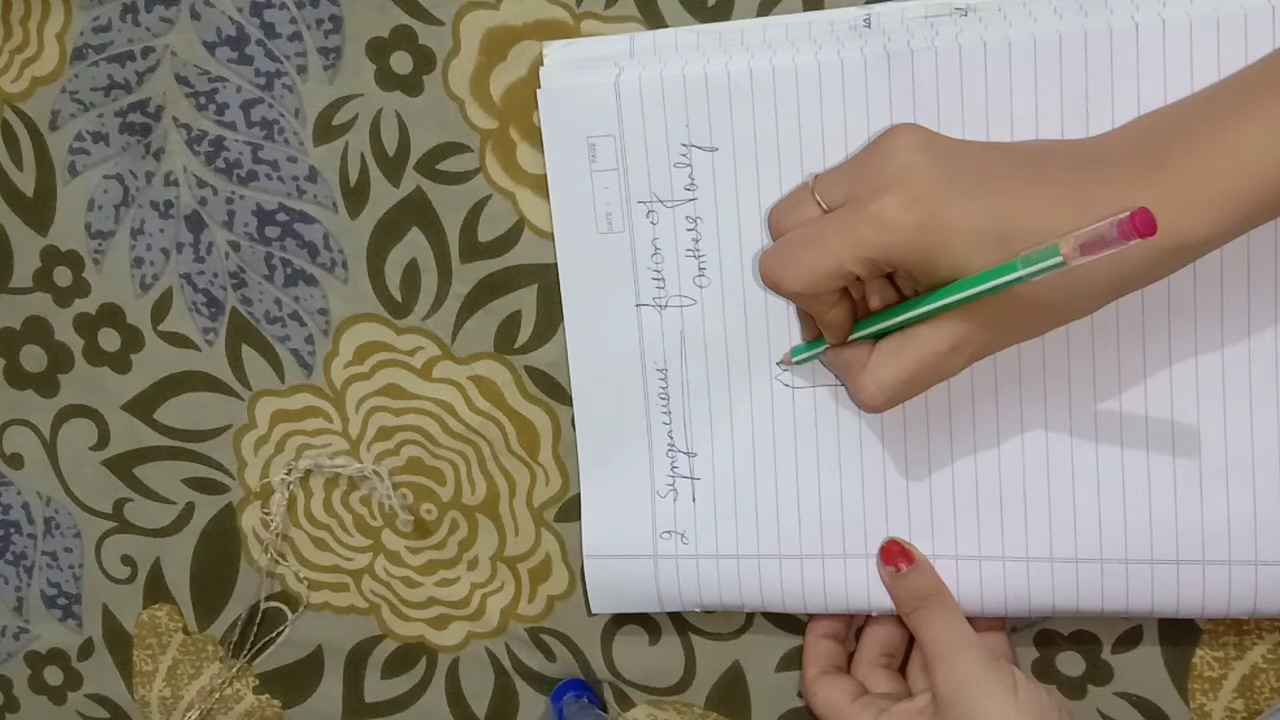 DATE: / /
PAGE
2 Syngenesious: fusion of
anthers only.